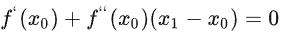 f‵(x₀) + f‵‵(x₀)(x₁ − x₀) = 0